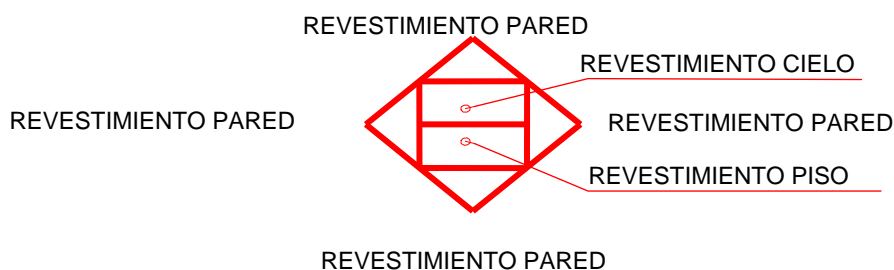 REVESTIMIENTO PARED
REVESTIMIENTO CIELO
REVESTIMIENTO PARED
REVESTIMIENTO PARED
REVESTIMIENTO PISO
REVESTIMIENTO PARED